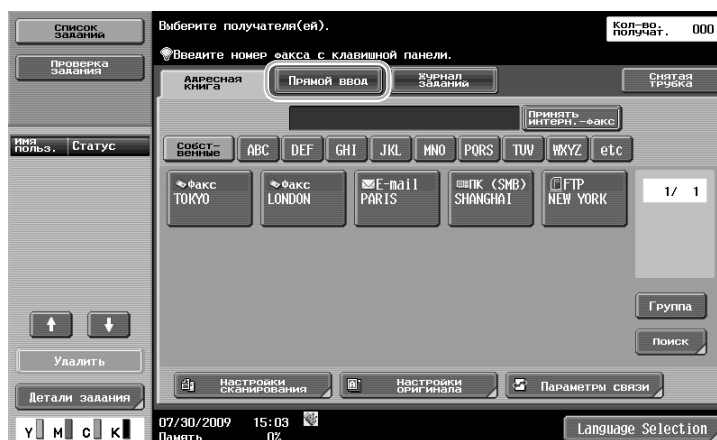 Список
заданий
Проверка
задания
Имя
польз.
Статус
Удалить
Детали задания
Y M C K
Выберите получателя(ей).
Кол-во.
получат.
000
Введите номер факса с клавишной панели.
Адресная
книга
Прямой ввод
Журнал
заданий
Снятая
трубка
Принять
интерн.-факс
Собст-
венные
ABC DEF GHI JKL MNO PQRS TUV WXYZ etc
Факс
TOKYO
Факс
LONDON
E-mail
PARIS
ПК (SMB)
SHANGHAI
FTP
NEW YORK
1/ 1
Группа
Поиск
Настройки
сканирования
Настройки
оригинала
Параметры связи
07/30/2009 15:03
Память 0%
Language Selection